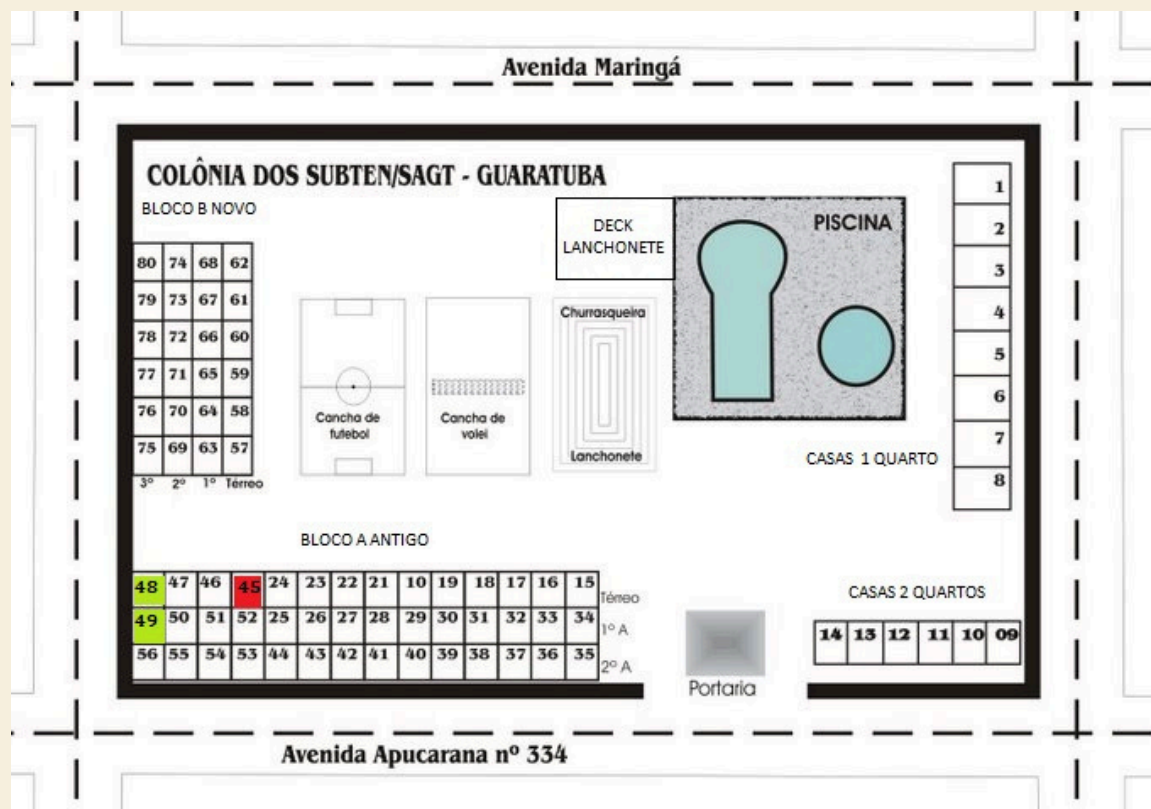 Avenida Maringá
COLÔNIA DOS SUBTEN/SAGT - GUARATUBA
BLOCO B NOVO
80 74 68 62
79 73 67 61
78 72 66 60
77 71 65 59
76 70 64 58
75 69 63 57
3º 2º 1º Térreo
Cancha de
futebol
Cancha de
volei
Churrasqueira
Lanchonete
DECK
LANCHONETE
PISCINA
1
2
3
4
5
6
7
8
CASAS 1 QUARTO
BLOCO A ANTIGO
48 47 46 45 24 23 22 21 10 19 18 17 16 15 Térreo
49 50 51 52 25 26 27 28 29 30 31 32 33 34 1º A
56 55 54 53 44 43 42 41 40 39 38 37 36 35 2º A
Portaria
CASAS 2 QUARTOS
14 13 12 11 10 09
Avenida Apucarana nº 334